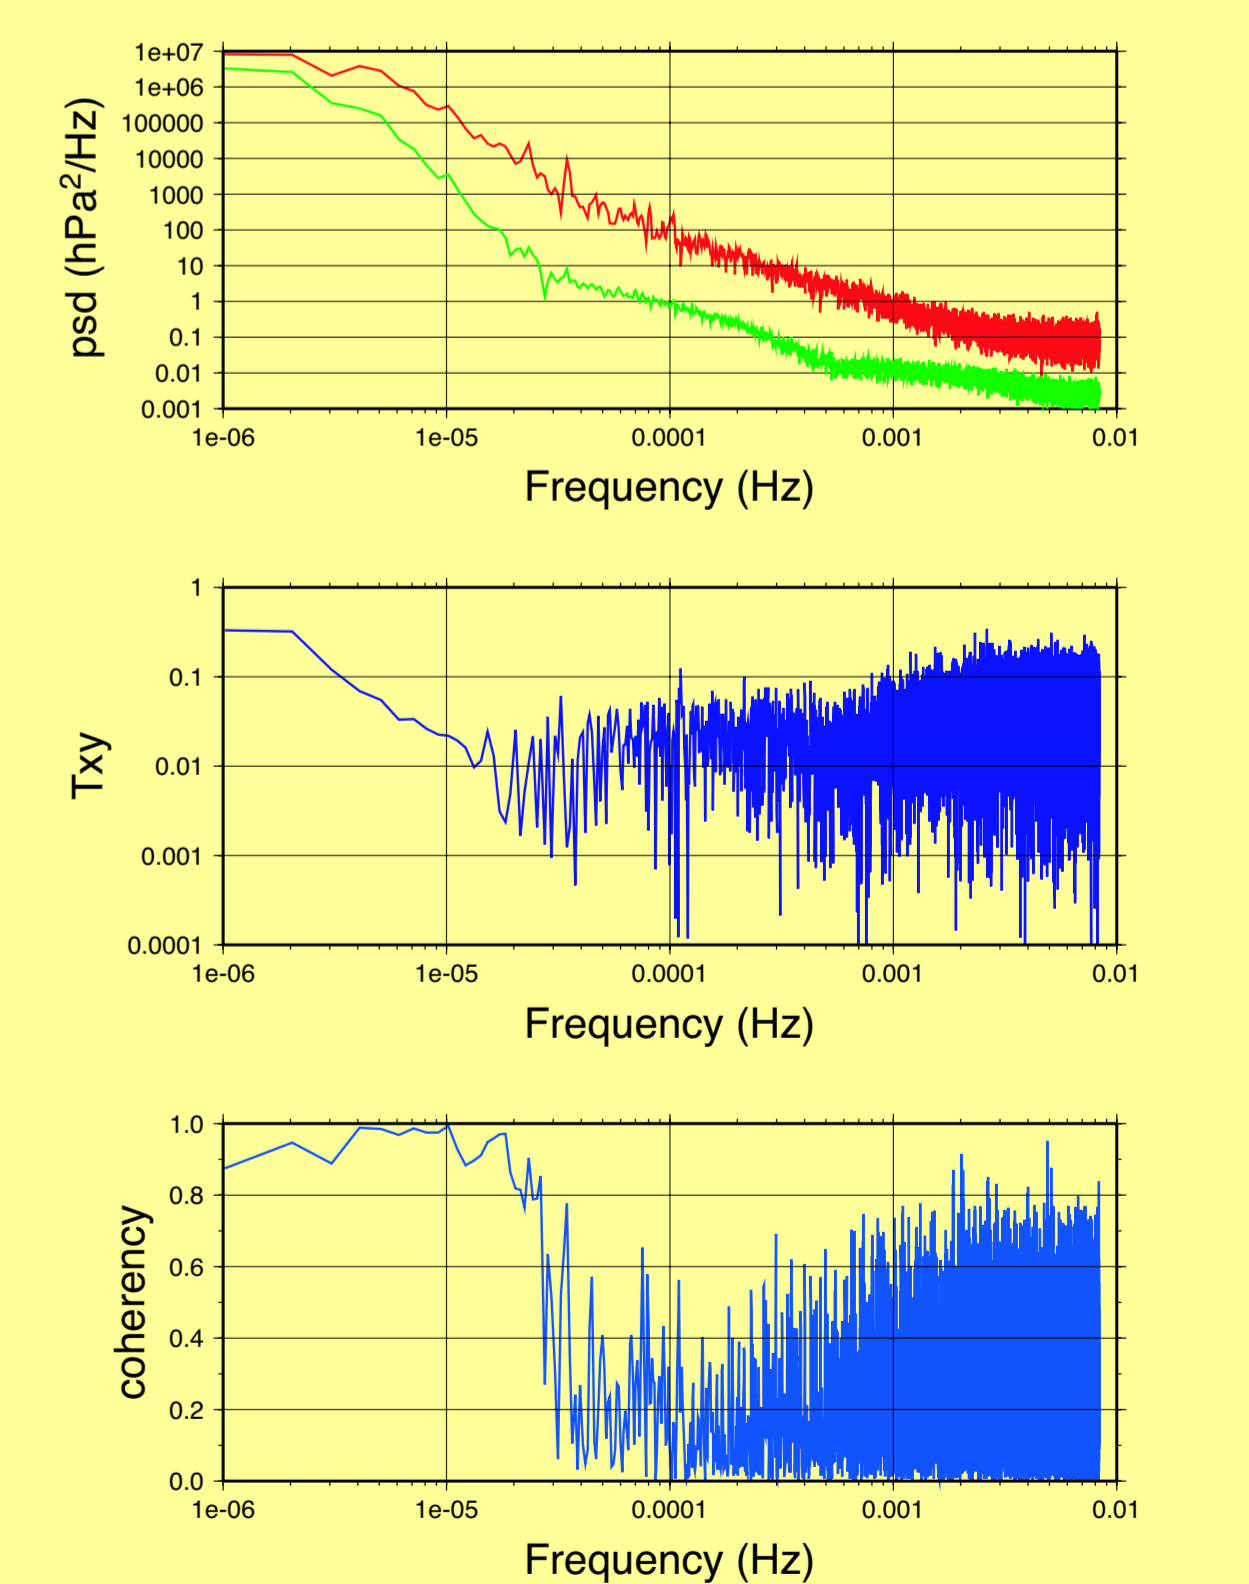 1e+07
1e+06
100000
10000
1000
100
10
1
0.1
0.01
0.001
psd (hPa²/Hz)
1e-06 1e-05 0.0001 0.001 0.01
Frequency (Hz)
1
0.1
0.01
0.001
0.0001
Txy
1e-06 1e-05 0.0001 0.001 0.01
Frequency (Hz)
1.0
0.8
0.6
0.4
0.2
0.0
coherency
1e-06 1e-05 0.0001 0.001 0.01
Frequency (Hz)